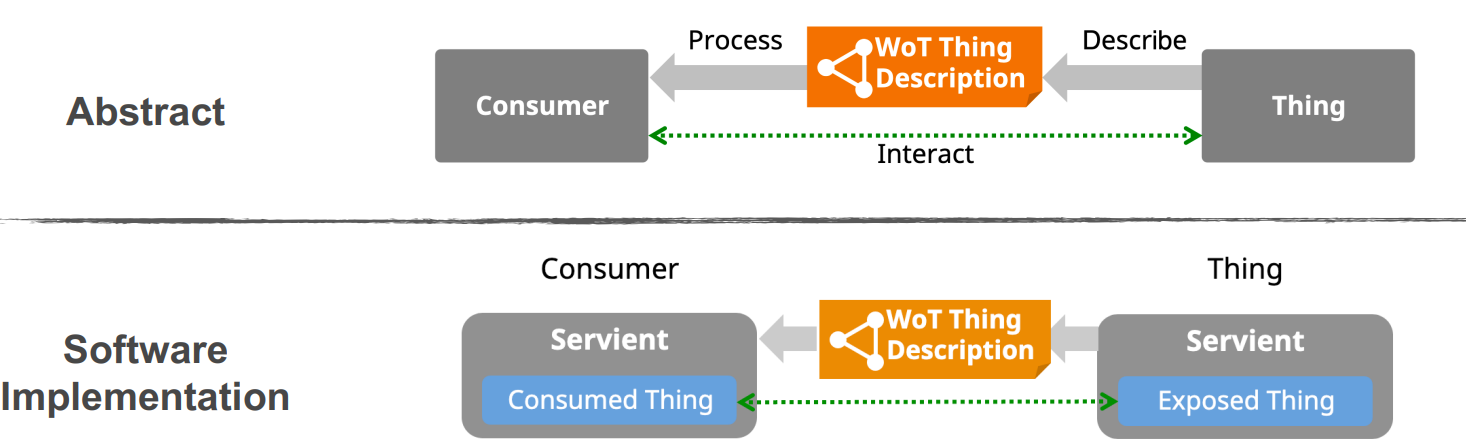 Process
WoT Thing
Description
Describe
Abstract
Consumer
Thing
Interact
Consumer
Thing
Software
Implementation
Servient
WoT Thing
Description
Servient
Consumed Thing
Exposed Thing